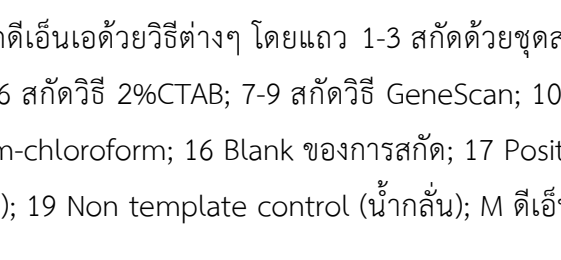 ดีเอ็นเอด้วยวิธีต่างๆ โดยแถว 1-3 สกัดด้วยชุดส
6 สกัดวิธี 2%CTAB; 7-9 สกัดวิธี GeneScan; 10
m-chloroform; 16 Blank ของการสกัด; 17 Posit
); 19 Non template control (น้ำกลั่น); M ดีเอ็